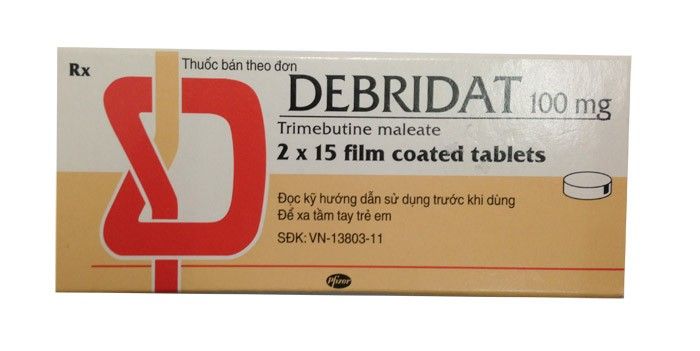 Rx
Thuốc bán theo đơn
DEBRIDAT 100 mg
Trimebutine maleate
2 x 15 film coated tablets
Đọc kỹ hướng dẫn sử dụng trước khi dùng
Để xa tầm tay trẻ em
SĐK: VN-13803-11
Pfizer